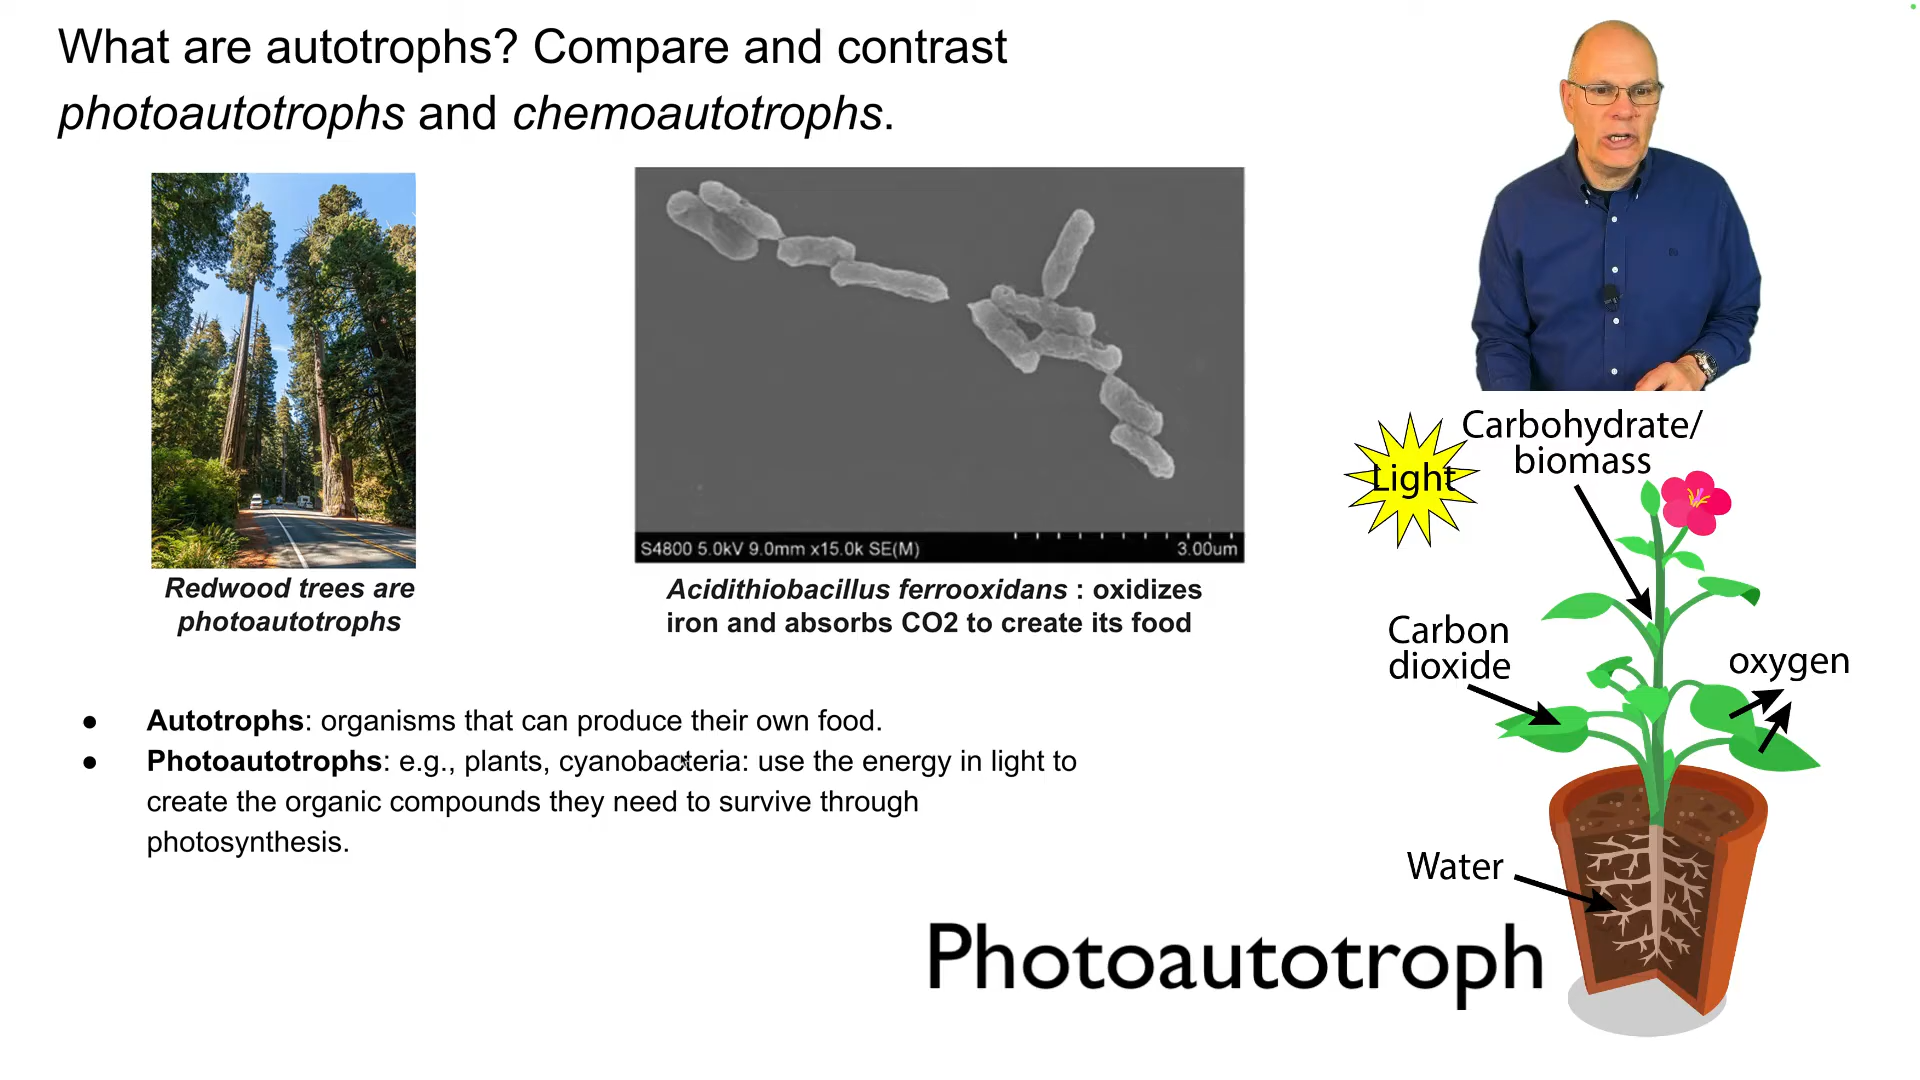 What are autotrophs? Compare and contrast
photoautotrophs and chemoautotrophs.
S4800 5.0kV 9.0mm x15.0k SE(M)
3.00um
Redwood trees are
photoautotrophs
Acidithiobacillus ferrooxidans : oxidizes
iron and absorbs CO2 to create its food
● Autotrophs: organisms that can produce their own food.
● Photoautotrophs: e.g., plants, cyanobacteria: use the energy in light to
create the organic compounds they need to survive through
photosynthesis.
Light
Carbohydrate/
biomass
Carbon
dioxide
oxygen
Water
Photoautotroph